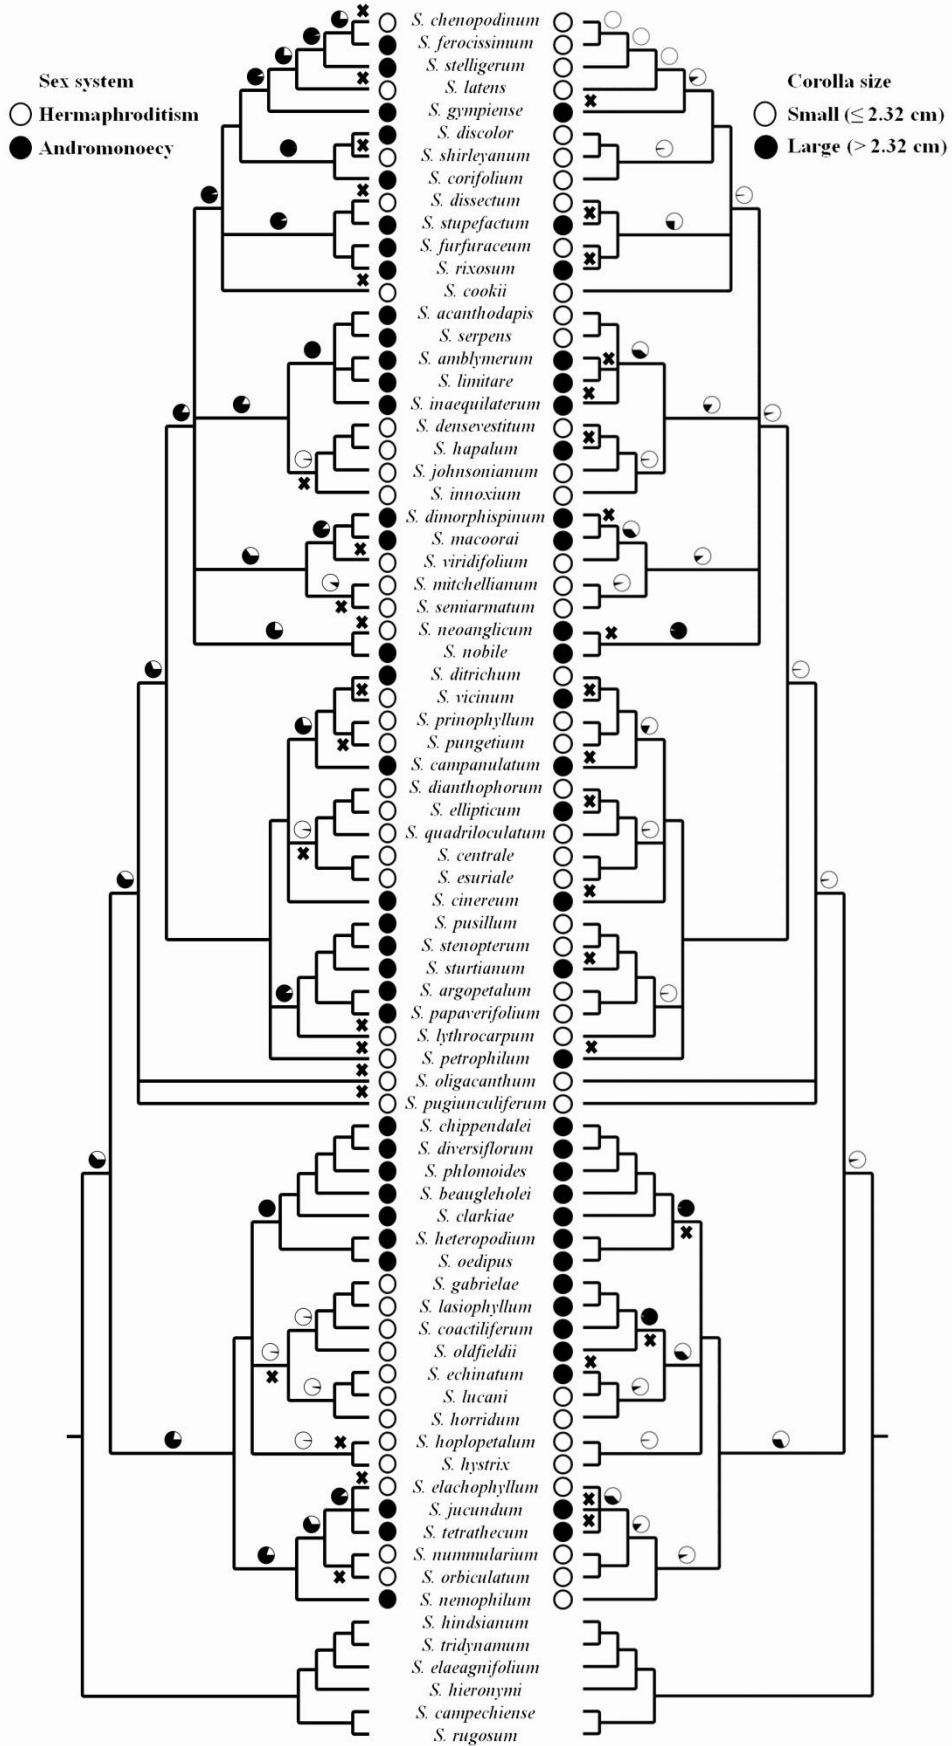 Sex system
Hermaphroditism
Andromonoecy
Corolla size
Small (≤ 2.32 cm)
Large (> 2.32 cm)
S. chenopodinum
S. ferocissimum
S. stelligerum
S. latens
S. gympiense
S. discolor
S. shirleyanum
S. corifolium
S. dissectum
S. stupefactum
S. furfuraceum
S. rixosum
S. cookii
S. acanthodapis
S. serpens
S. amblymerum
S. limitare
S. inaequilaterum
S. densevestitum
S. hapalum
S. johnsonianum
S. innoxium
S. dimorphispinum
S. macoorai
S. viridifolium
S. mitchellianum
S. semiarmatum
S. neoanglicum
S. nobile
S. ditrichum
S. vicinum
S. prinophyllum
S. pungetium
S. campanulatum
S. dianthophorum
S. ellipticum
S. quadriloculatum
S. centrale
S. esuriale
S. cinereum
S. pusillum
S. stenopterum
S. sturtianum
S. argopetalum
S. papaverifolium
S. lythrocarpum
S. petrophilum
S. oligacanthum
S. pugiunculiferum
S. chippendalei
S. diversiflorum
S. phlomoides
S. beaugleholei
S. clarkiae
S. heteropodium
S. oedipus
S. gabrielae
S. lasiophyllum
S. coactiliferum
S. oldfieldii
S. echinatum
S. lucani
S. horridum
S. hoplopetalum
S. hystrix
S. elachophyllum
S. jucundum
S. tetrathecum
S. nummularium
S. orbiculatum
S. nemophilum
S. hindsianum
S. tridynamum
S. elaeagnifolium
S. hieronymi
S. campechiense
S. rugosum